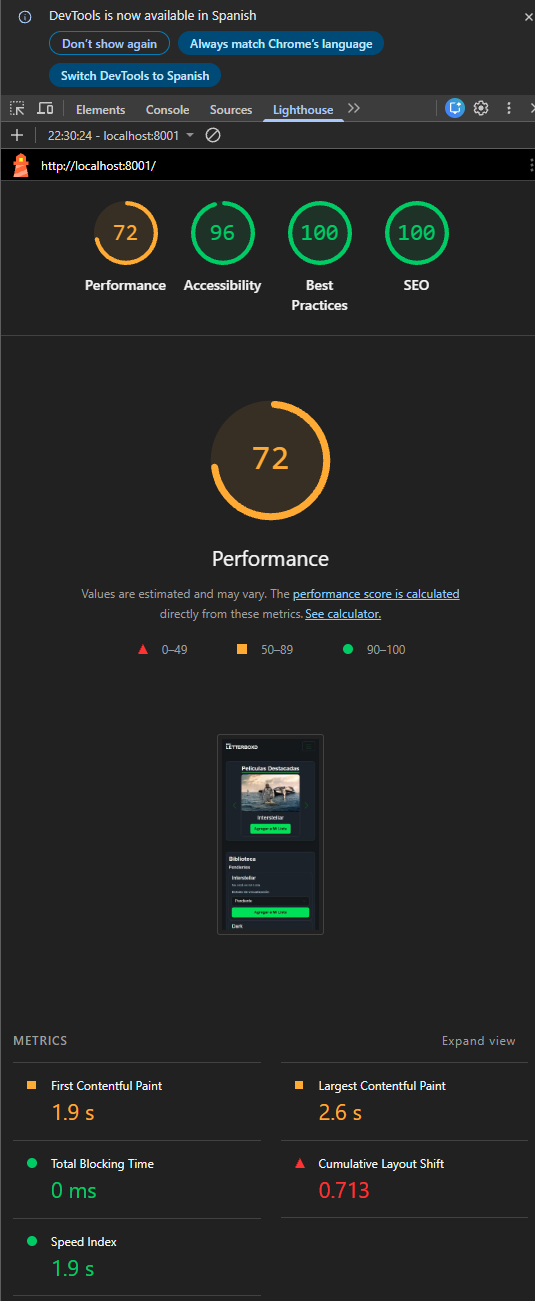 DevTools is now available in Spanish
Don't show again
Always match Chrome's language
Switch DevTools to Spanish
Elements
Console
Sources
Lighthouse
22:30:24 - localhost:8001
http://localhost:8001/
72
96
100
100
Performance
Accessibility
Best
Practices
SEO
72
Performance
Values are estimated and may vary. The performance score is calculated
directly from these metrics. See calculator.
0–49
50–89
90–100
LETTERBOXD
Películas Destacadas
Interstellar
Agregar a Mi Lista
Biblioteca
Pendientes
Interstellar
Pendiente
Agregar a Mi Lista
Dark
METRICS
Expand view
First Contentful Paint
1.9 s
Largest Contentful Paint
2.6 s
Total Blocking Time
0 ms
Cumulative Layout Shift
0.713
Speed Index
1.9 s